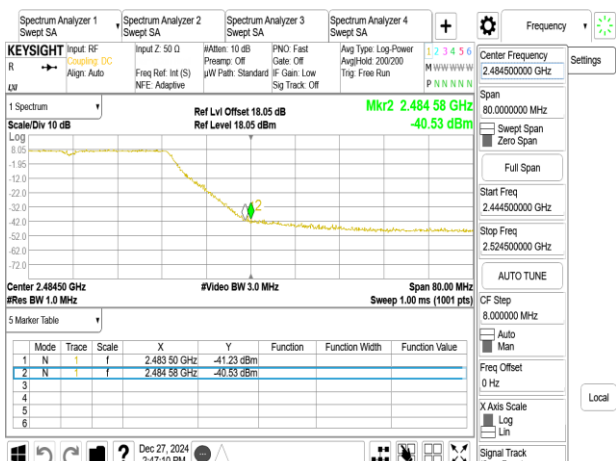 Spectrum Analyzer 1
Swept SA
Spectrum Analyzer 2
Swept SA
Spectrum Analyzer 3
Swept SA
Spectrum Analyzer 4
Swept SA
+
Frequency
KEYSIGHT
R
Input: RF
Coupling: DC
Align: Auto
Input Z: 50 Ω
Freq Ref: Int (S)
NFE: Adaptive
#Atten: 10 dB
Preamp: Off
µW Path: Standard
PNO: Fast
Gate: Off
IF Gain: Low
Sig Track: Off
Avg Type: Log-Power
Avg|Hold: 200/200
Trig: Free Run
1 2 3 4 5 6
M W W W W W
P N N N N N
1 Spectrum
Scale/Div 10 dB
Log
Ref Lvl Offset 18.05 dB
Ref Level 18.05 dBm
Mkr2 2.484 58 GHz
-40.53 dBm
8.05
-1.95
-12.0
-22.0
-32.0
-42.0
-52.0
-62.0
-72.0
2
Center 2.48450 GHz
#Res BW 1.0 MHz
#Video BW 3.0 MHz
Span 80.00 MHz
Sweep 1.00 ms (1001 pts)
5 Marker Table
Mode Trace Scale X Y Function Function Width Function Value
1 N 1 f 2.483 50 GHz -41.23 dBm
2 N 1 f 2.484 58 GHz -40.53 dBm
3
4
5
6
Dec 27, 2024
2:47:10 PM
Center Frequency
2.484500000 GHz
Span
80.0000000 MHz
Swept Span
Zero Span
Full Span
Start Freq
2.444500000 GHz
Stop Freq
2.524500000 GHz
AUTO TUNE
CF Step
8.000000 MHz
Auto
Man
Freq Offset
0 Hz
X Axis Scale
Log
Lin
Signal Track
Settings
Local